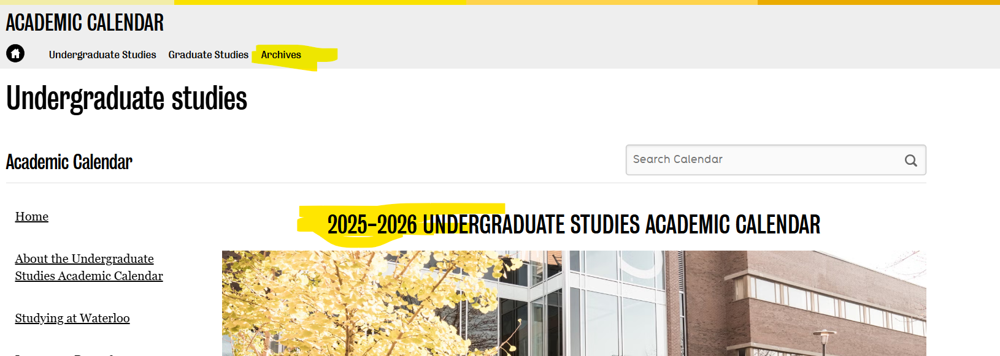 ACADEMIC CALENDAR
Undergraduate Studies Graduate Studies Archives
Undergraduate studies
Academic Calendar
Search Calendar
Home
2025–2026 UNDERGRADUATE STUDIES ACADEMIC CALENDAR
About the Undergraduate
Studies Academic Calendar
Studying at Waterloo